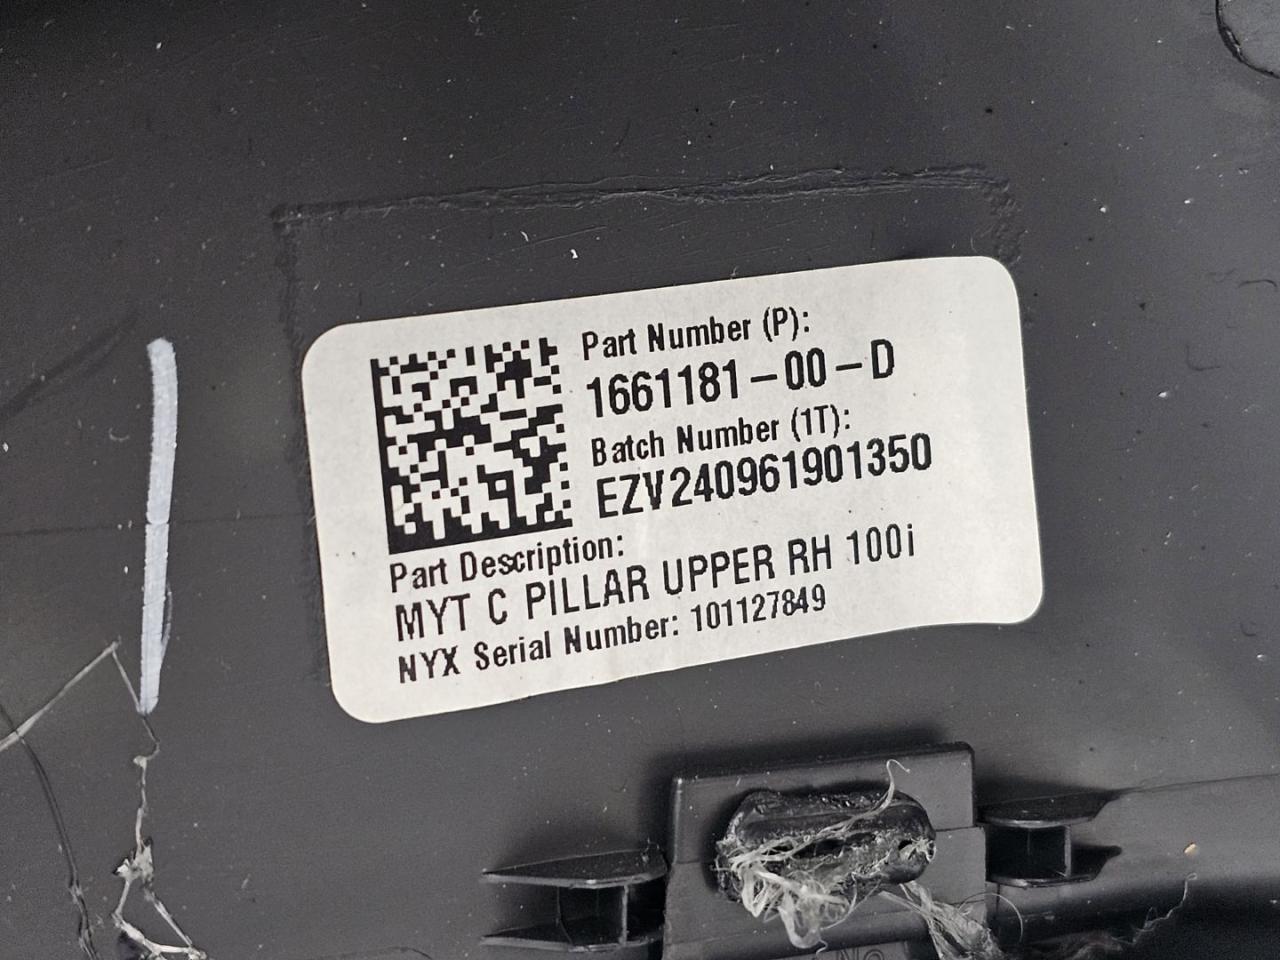 Part Number (P):
1661181-00-D
Batch Number (1T):
EZV240961901350
Part Description:
MYT C PILLAR UPPER RH 100i
NYX Serial Number: 101127849